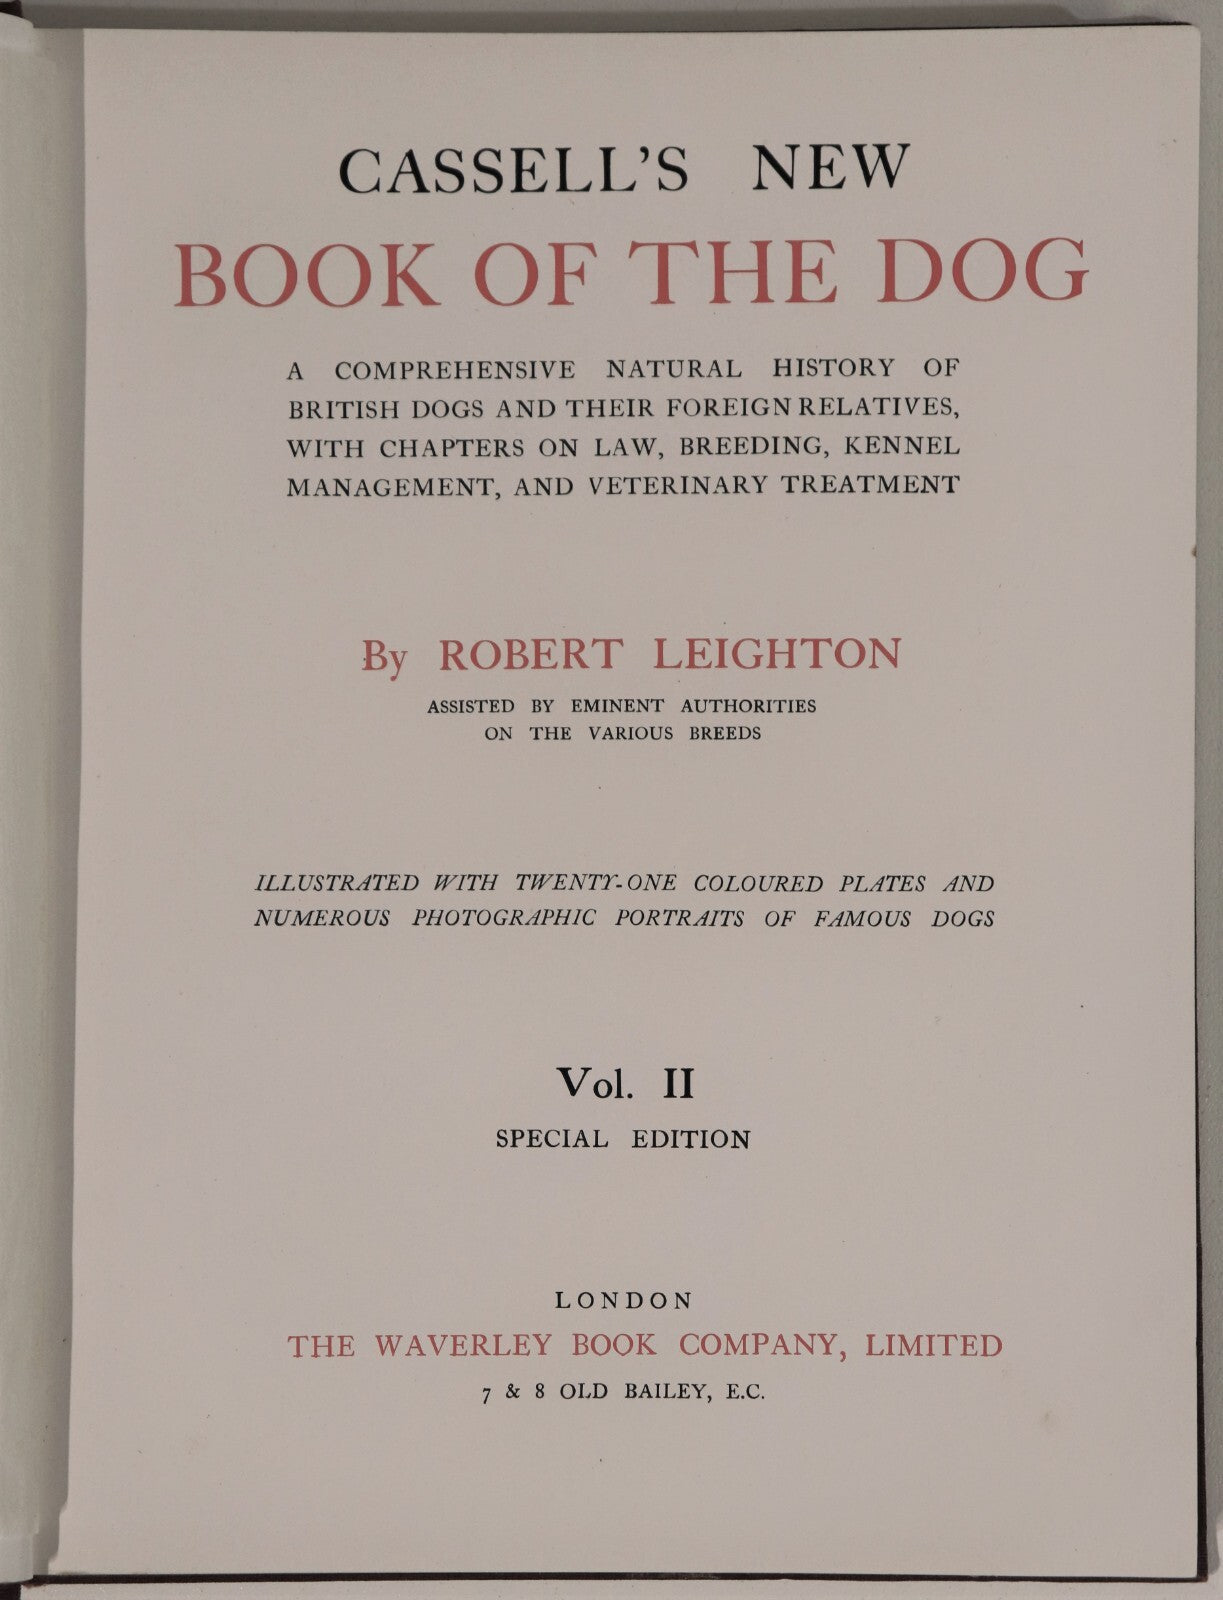 CASSELL'S NEW
BOOK OF THE DOG
A COMPREHENSIVE NATURAL HISTORY OF
BRITISH DOGS AND THEIR FOREIGN RELATIVES,
WITH CHAPTERS ON LAW, BREEDING, KENNEL
MANAGEMENT, AND VETERINARY TREATMENT
By ROBERT LEIGHTON
ASSISTED BY EMINENT AUTHORITIES
ON THE VARIOUS BREEDS
ILLUSTRATED WITH TWENTY-ONE COLOURED PLATES AND
NUMEROUS PHOTOGRAPHIC PORTRAITS OF FAMOUS DOGS
Vol. II
SPECIAL EDITION
LONDON
THE WAVERLEY BOOK COMPANY, LIMITED
7 & 8 OLD BAILEY, E.C.